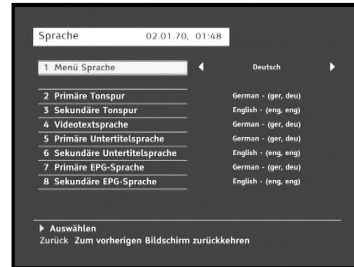 Sprache 02.01.70, 01:48
1 Menü Sprache Deutsch
2 Primäre Tonspur German - (ger, deu)
3 Sekundäre Tonspur English - (eng, eng)
4 Videotextsprache German - (ger, deu)
5 Primäre Untertitelsprache German - (ger, deu)
6 Sekundäre Untertitelsprache English - (eng, eng)
7 Primäre EPG-Sprache German - (ger, deu)
8 Sekundäre EPG-Sprache English - (eng, eng)
Auswählen
Zurück Zum vorherigen Bildschirm zurückkehren